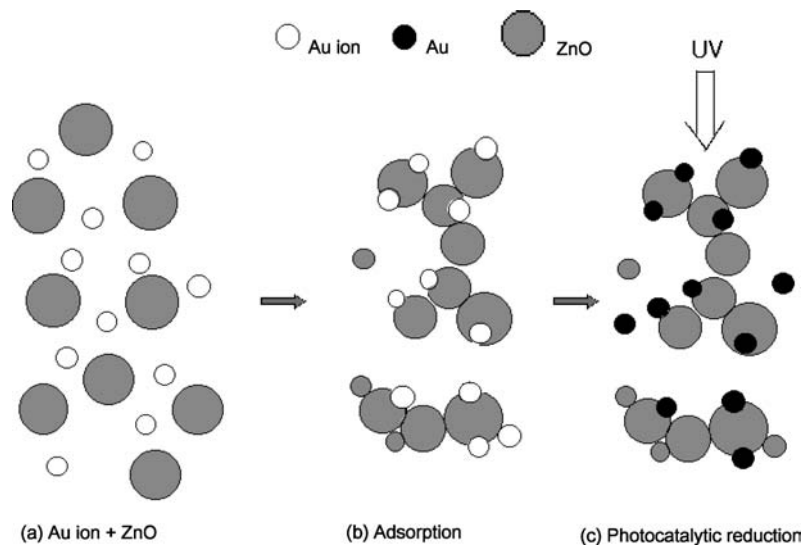 Au ion
Au
ZnO
UV
(a) Au ion + ZnO
(b) Adsorption
(c) Photocatalytic reduction